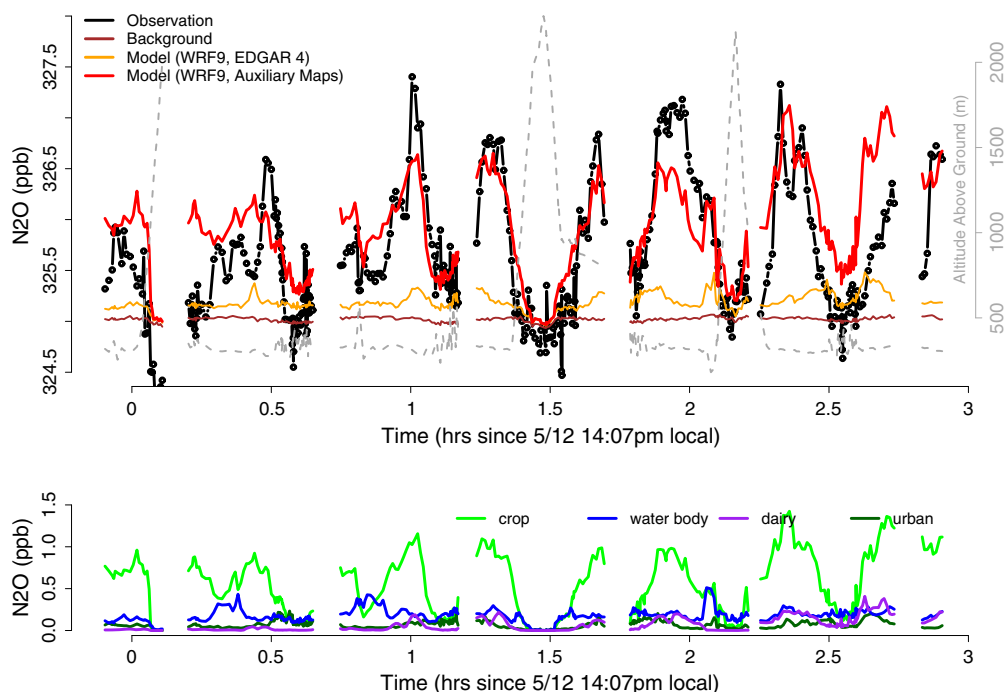 Observation
Background
Model (WRF9, EDGAR 4)
Model (WRF9, Auxiliary Maps)
N2O (ppb)
327.5
326.5
325.5
324.5
Altitude Above Ground (m)
2000
1500
1000
500
0 0.5 1 1.5 2 2.5 3
Time (hrs since 5/12 14:07pm local)
N2O (ppb)
1.5
1.0
0.5
0.0
crop water body dairy urban
0 0.5 1 1.5 2 2.5 3
Time (hrs since 5/12 14:07pm local)